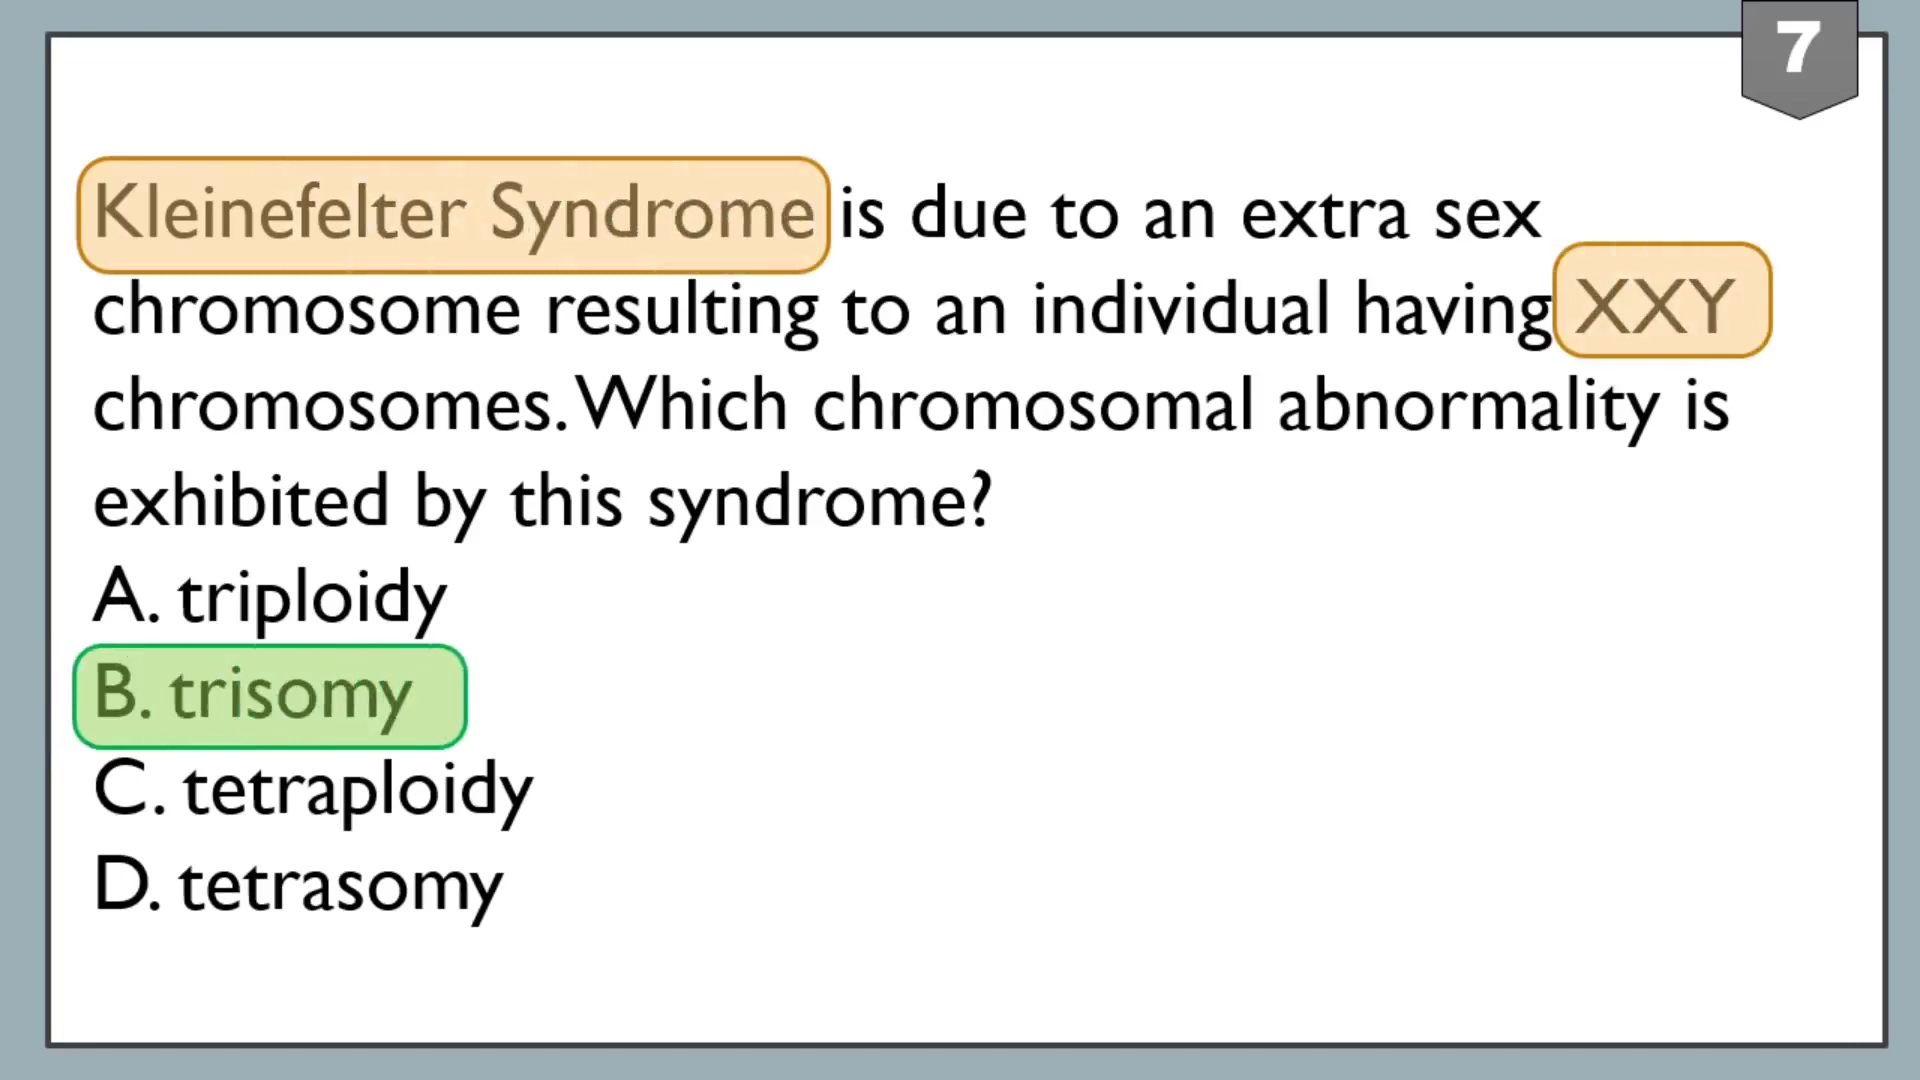 7
Kleinefelter Syndrome is due to an extra sex
chromosome resulting to an individual having XXY
chromosomes. Which chromosomal abnormality is
exhibited by this syndrome?
A. triploidy
B. trisomy
C. tetraploidy
D. tetrasomy